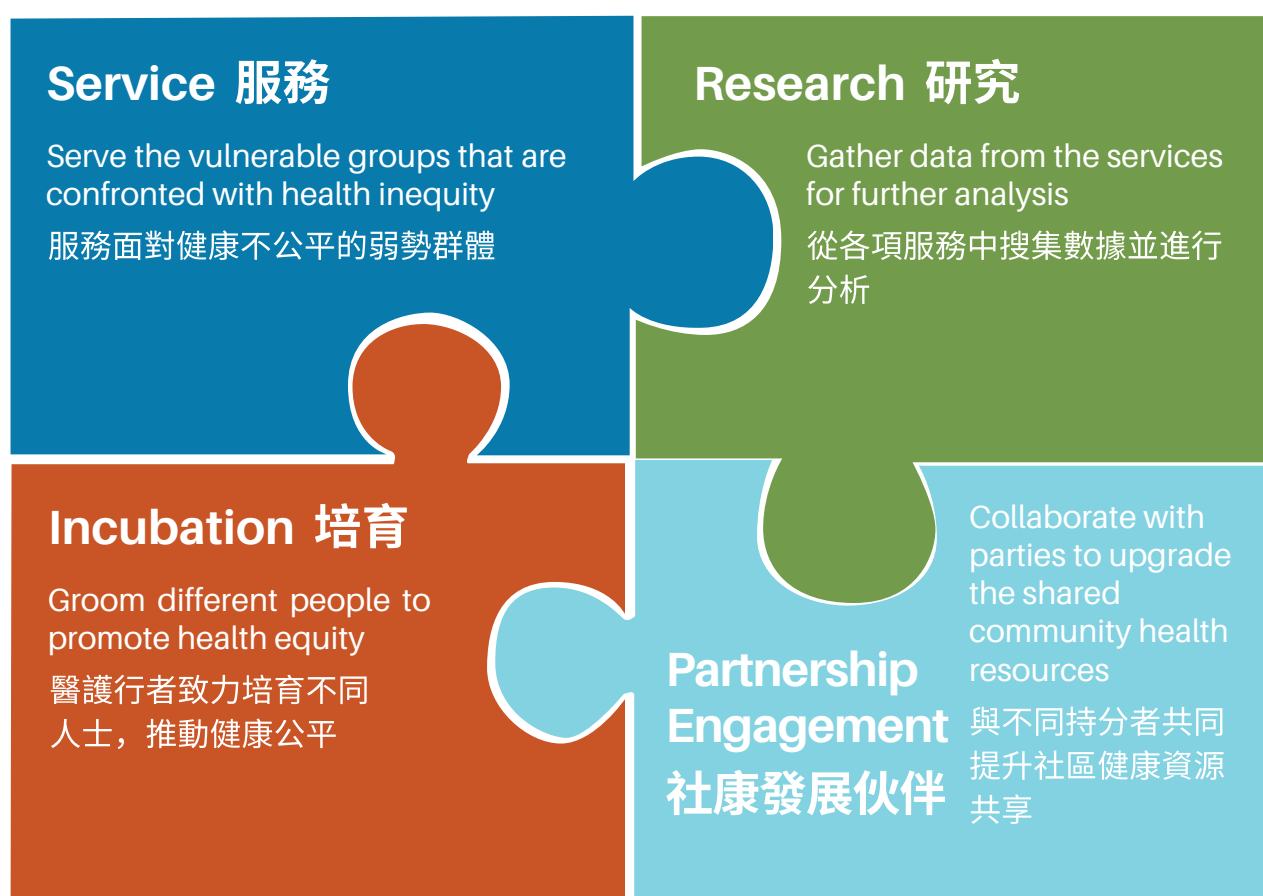 Service 服務
Serve the vulnerable groups that are
confronted with health inequity
服務面對健康不公平的弱勢群體
Research 研究
Gather data from the services
for further analysis
從各項服務中搜集數據並進行
分析
Incubation 培育
Groom different people to
promote health equity
醫護行者致力培育不同
人士，推動健康公平
Partnership
Engagement
社康發展伙伴
Collaborate with
parties to upgrade
the shared
community health
resources
與不同持分者共同
提升社區健康資源
共享